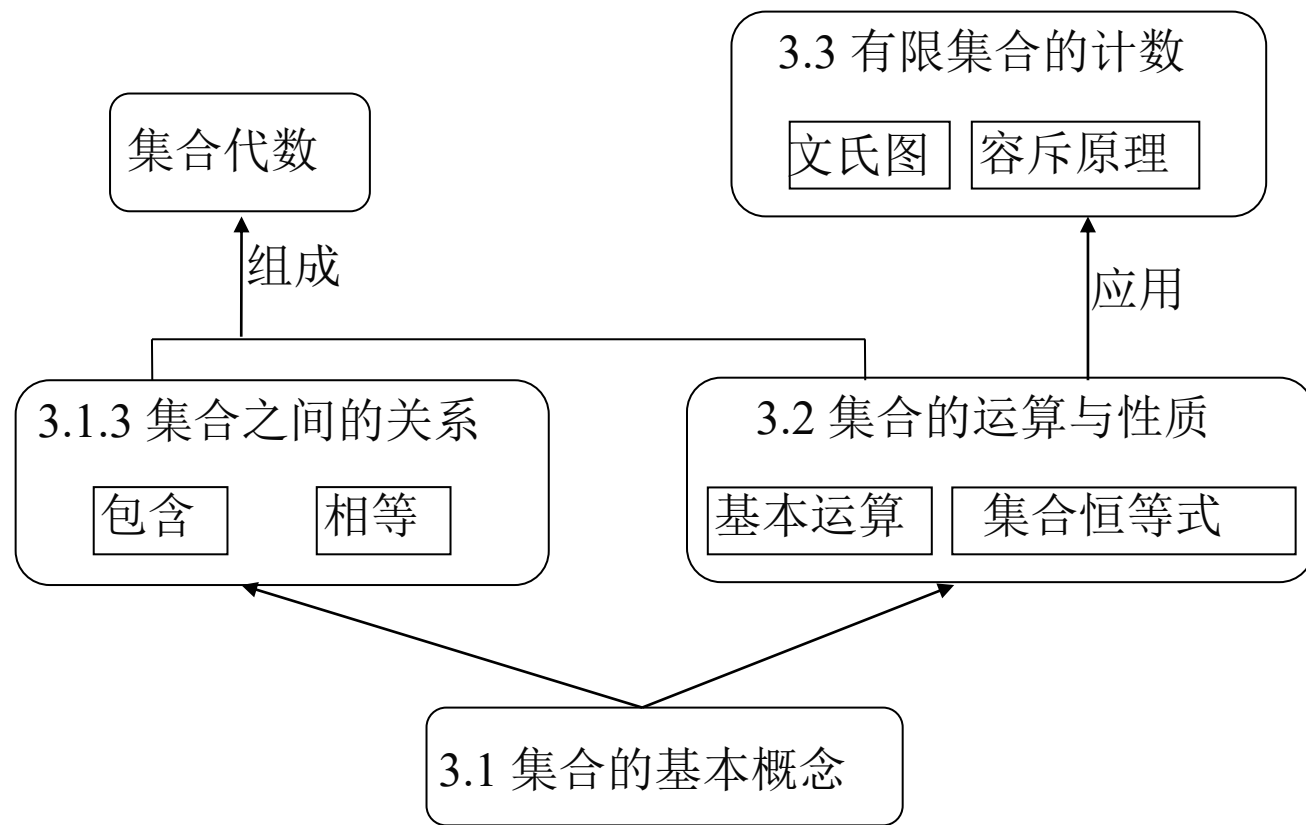 3.3 有限集合的计数
文氏图
容斥原理
集合代数
组成
应用
3.1.3 集合之间的关系
包含
相等
3.2 集合的运算与性质
基本运算
集合恒等式
3.1 集合的基本概念